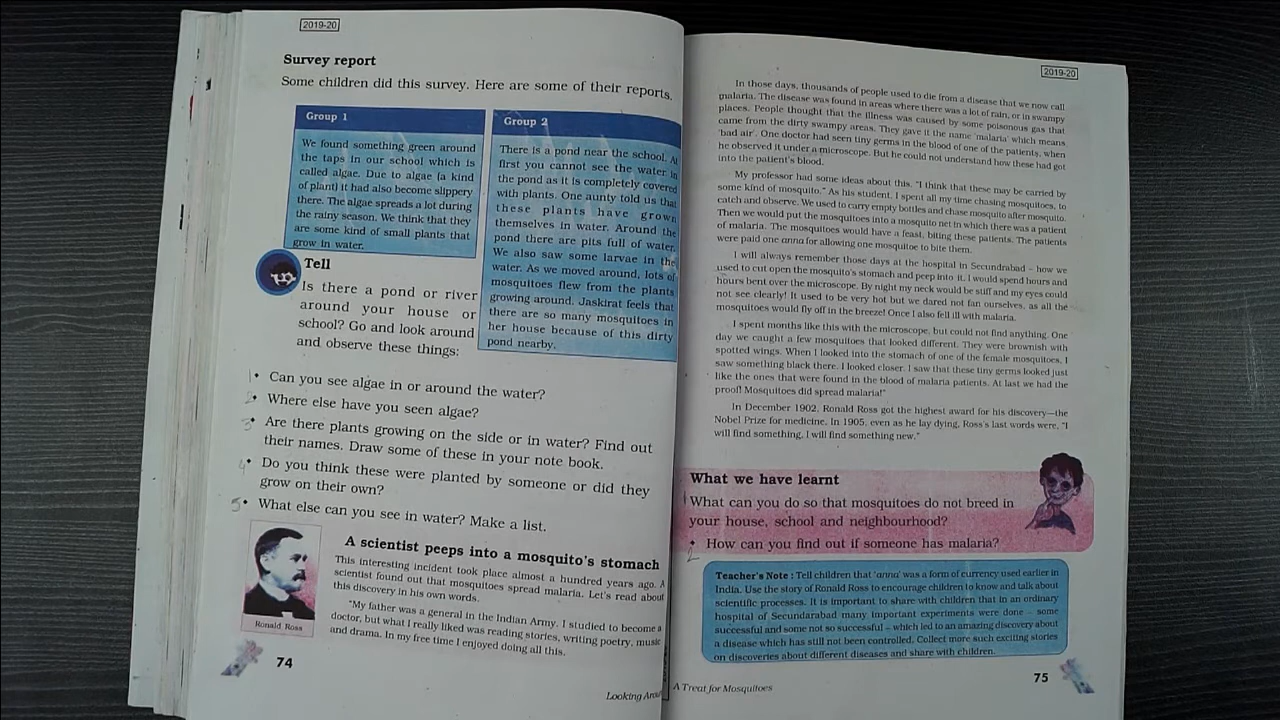 2019-20
Survey report
Some children did this survey. Here are some of their reports.
Group 1
We found something green around
the taps in our school which is
called algae. Due to algae (a kind
of plant) it had also become slippery
there. The algae spreads a lot during
the rainy season. We think that they
are some kind of small plants that
grow in water.
Group 2
There is a pond near the school. At
first you cannot see the water in
the pond as it is completely covered
with plants. One aunty told us that
these plants have grown
themselves in water. Around the
pond there are pits full of water.
We also saw some larvae in the
water. As we moved around, lots of
mosquitoes flew from the plants
growing around. Jaskirat feels that
there are so many mosquitoes in
her house because of this dirty
pond nearby.
Tell
Is there a pond or river
around your house or
school? Go and look around
and observe these things:
1 • Can you see algae in or around the water?
2 • Where else have you seen algae?
3 • Are there plants growing on the side or in water? Find out
their names. Draw some of these in your note book.
4 • Do you think these were planted by someone or did they
grow on their own?
5 • What else can you see in water? Make a list.
Ronald Ross
A scientist peeps into a mosquito's stomach
This interesting incident took place almost a hundred years ago. A
scientist found out that mosquitoes spread malaria. Let's read about
this discovery in his own words.
"My father was a general in the Indian Army. I studied to become a
doctor, but what I really liked was reading stories, writing poetry, music
and drama. In my free time I enjoyed doing all this.
74
Looking
2019-20
In those days, thousands of people used to die from a disease that we now call
malaria. The disease was found in areas where there was a lot of rain, or in swampy
places. People thought that the illness was caused by some poisonous gas that
came from the dirty swampy areas. They gave it the name 'malaria' which means
'bad air'. One doctor had seen tiny germs in the blood of one of the patients, when
he observed it under a microscope. But he could not understand how these had got
into the patient's blood.
My professor had some ideas about this. "I think that these may be carried by
some kind of mosquito." As his student, I spent all my time chasing mosquitoes, to
catch and observe. We used to carry empty bottles and chase mosquito after mosquito.
Then we would put the mosquitoes into a mosquito net in which there was a patient
of malaria. The mosquitoes would have a feast, biting these patients. The patients
were paid one anna for allowing one mosquito to bite them.
I will always remember those days at the hospital in Secundrabad – how we
used to cut open the mosquito's stomach and peep into it. I would spend hours and
hours bent over the microscope. By night my neck would be stiff and my eyes could
not see clearly! It used to be very hot but we dared not fan ourselves, as all the
mosquitoes would fly off in the breeze! Once I also fell ill with malaria.
I spent months like this with the microscope, but could not find anything. One
day we caught a few mosquitoes that looked different. They were brownish with
spotted wings. When I looked into the stomach of one of the female mosquitoes, I
saw something black there. I looked closer. I saw that these tiny germs looked just
like the ones that were found in the blood of malaria patients. At last we had the
proof! Mosquitoes did spread malaria!"
In December 1902, Ronald Ross got the highest award for his discovery—the
Nobel Prize for medicine. In 1905, even as he lay dying, Ross's last words were, "I
will find something, I will find something new."
What we have learnt
1 What can you do so that mosquitoes do not breed in
your house, school and neighbourhood?
2 • How can you find out if someone has malaria?
Teacher's Note : Tell children that 'anna' was a form of currency used earlier in
India. Use the story of Ronald Ross to encourage children to know and talk about
scientific processes. It is important to share with children that in an ordinary
hospital of Secundarabad many important experiments were done – some
successful and some not so successful – which led to an amazing discovery about
a disease which has still not been controlled. Collect more such exciting stories
on discoveries about different diseases and share with children.
A Treat for Mosquitoes
75